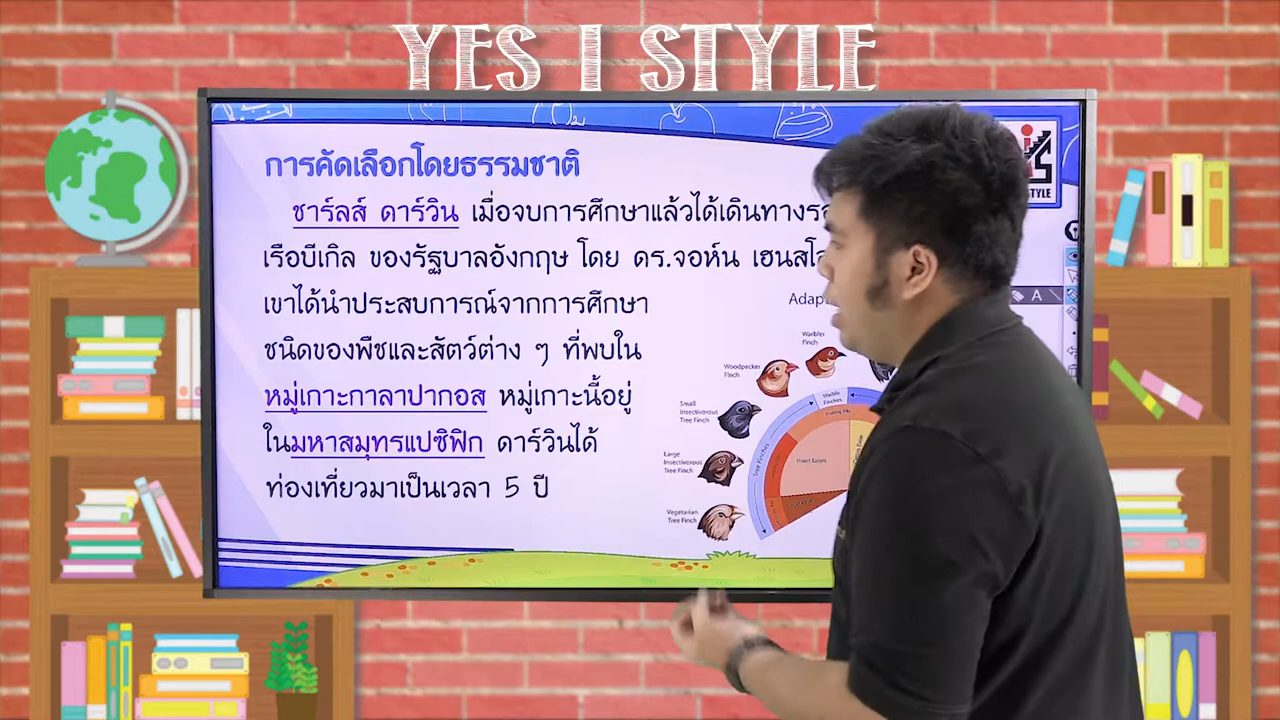 YES I STYLE
การคัดเลือกโดยธรรมชาติ
ชาร์ลส์ ดาร์วิน เมื่อจบการศึกษาแล้วได้เดินทาง
เรือบีเกิล ของรัฐบาลอังกฤษ โดย ดร.จอห์น
เขาได้นำประสบการณ์จากการศึกษา
ชนิดของพืชและสัตว์ต่าง ๆ ที่พบใน
หมู่เกาะกาลาปากอส หมู่เกาะนี้อยู่
ในมหาสมุทรแปซิฟิก ดาร์วินได้
ท่องเที่ยวมาเป็นเวลา 5 ปี
STYLE
A
Warbler
Finch
Woodpecker
Finch
Small
Insectivorous
Tree Finch
Large
Insectivorous
Tree Finch
Vegetarian
Tree Finch
Warbler
Finches
Tree Finches
Probing Bills
Insect Eaters